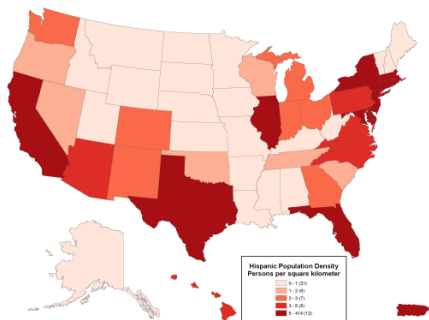 Hispanic Population Density
Persons per square kilometer
0 - 1 (21)
1 - 2 (6)
2 - 3 (7)
3 - 5 (5)
5 - 414 (12)